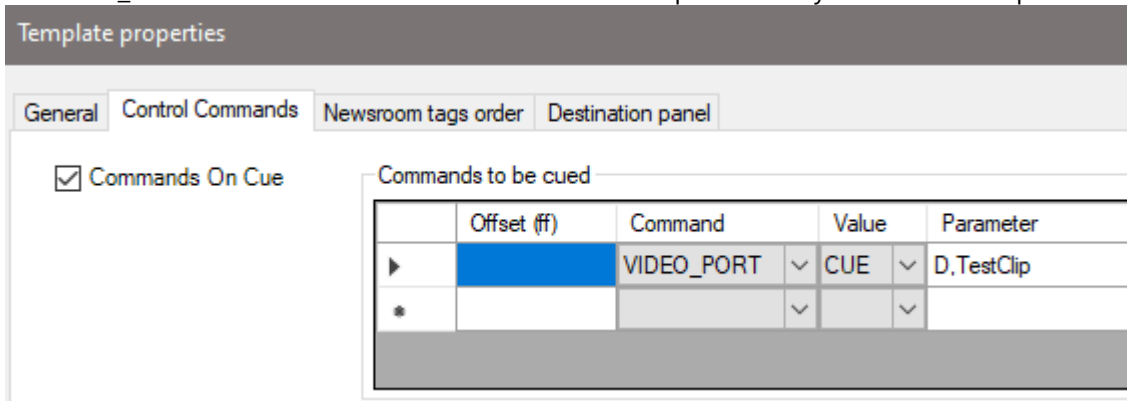 Template properties
General Control Commands Newsroom tags order Destination panel
Commands On Cue
Commands to be cued
Offset (ff) Command Value Parameter
VIDEO_PORT CUE D,TestClip